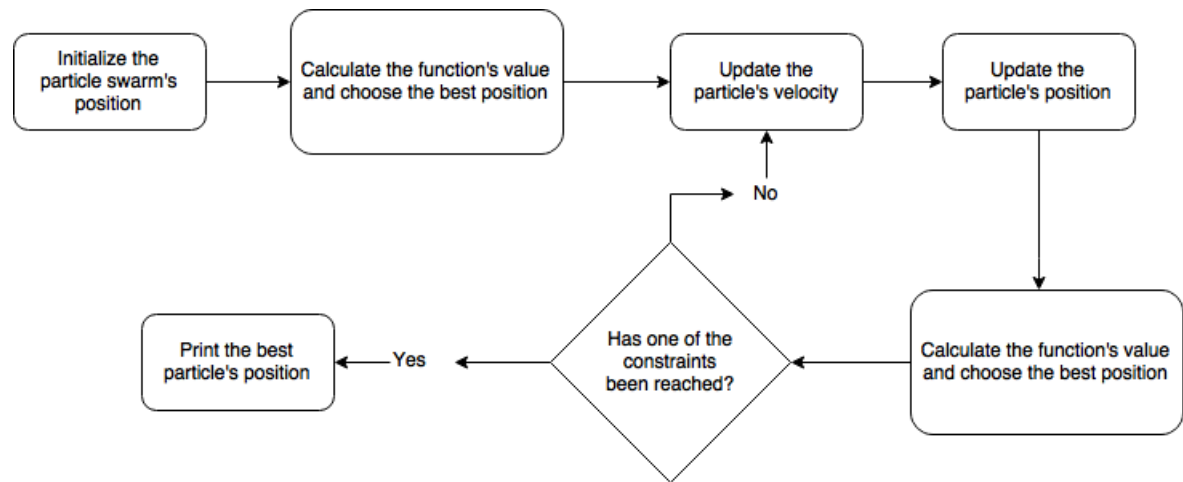 Initialize the
particle swarm's
position
Calculate the function's value
and choose the best position
Update the
particle's velocity
Update the
particle's position
No
Has one of the
constraints
been reached?
Calculate the function's value
and choose the best position
Yes
Print the best
particle's position